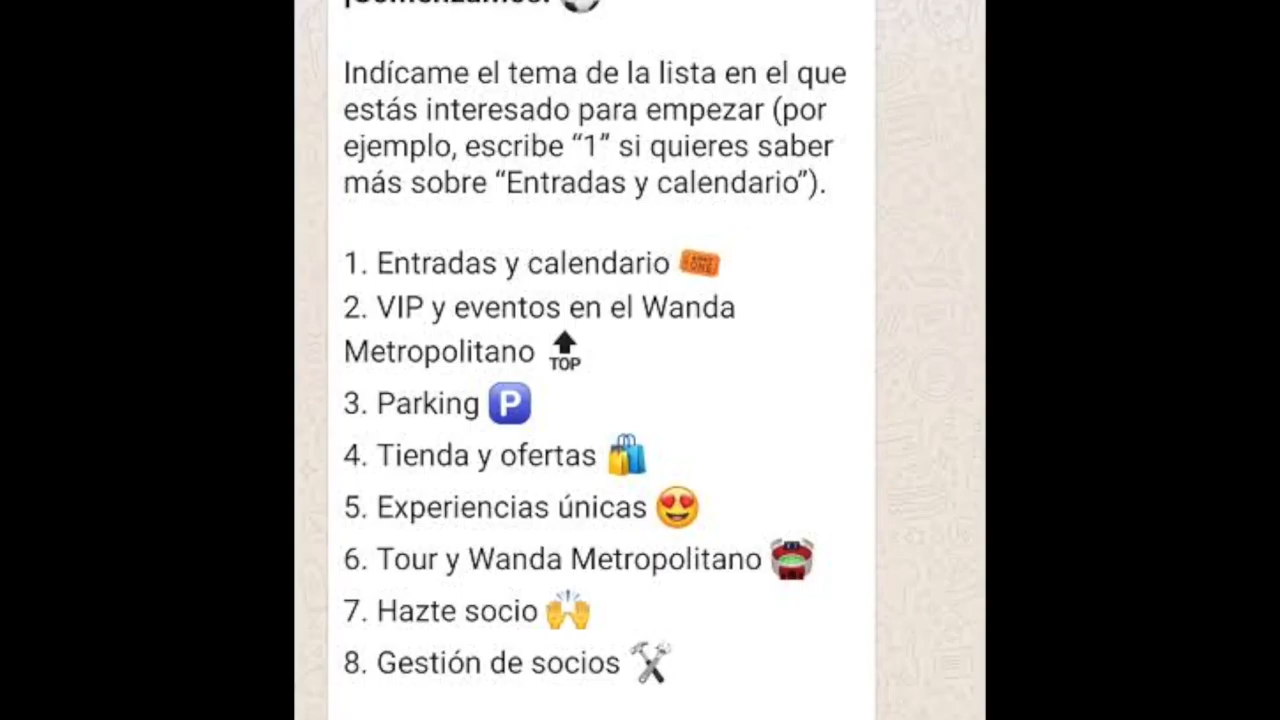 ¡Comenzamos!
Indícame el tema de la lista en el que
estás interesado para empezar (por
ejemplo, escribe “1” si quieres saber
más sobre “Entradas y calendario”).
1. Entradas y calendario
2. VIP y eventos en el Wanda
Metropolitano TOP
3. Parking P
4. Tienda y ofertas
5. Experiencias únicas
6. Tour y Wanda Metropolitano
7. Hazte socio
8. Gestión de socios